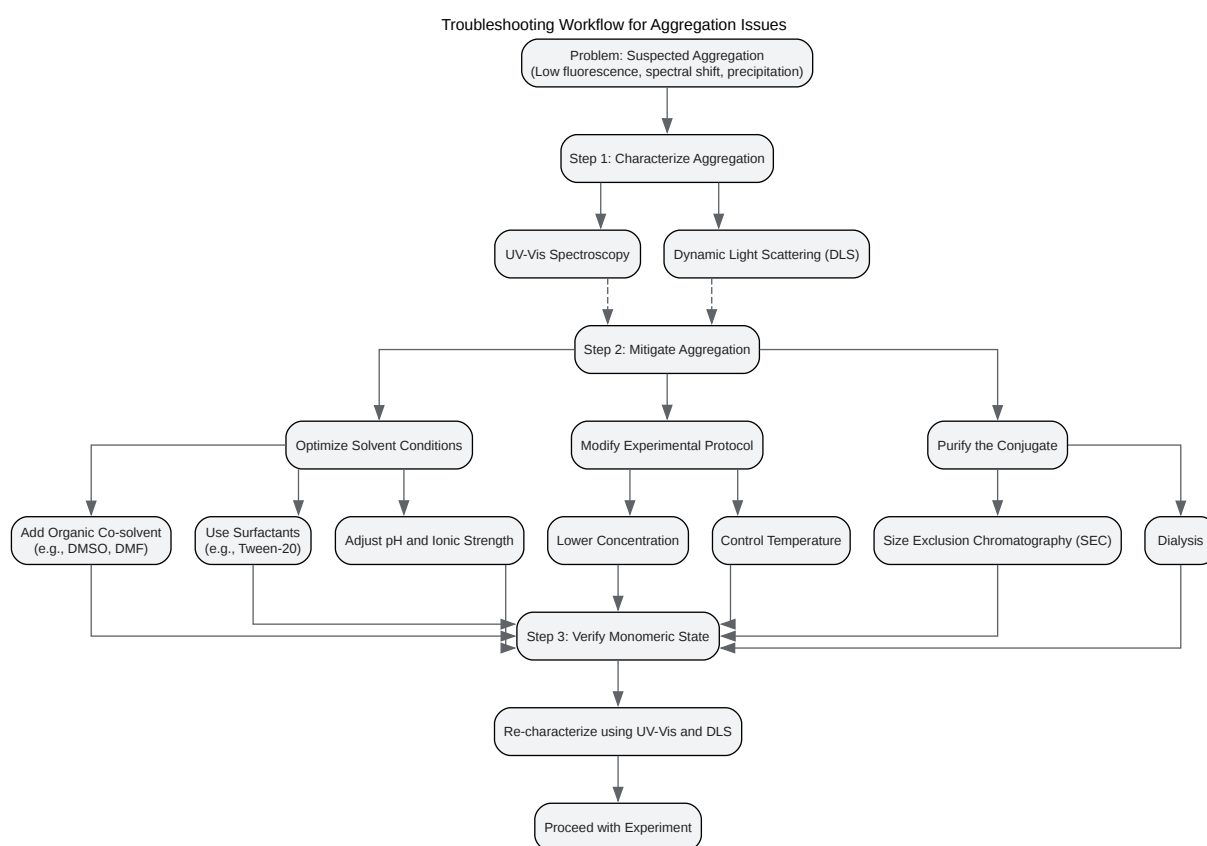 Troubleshooting Workflow for Aggregation Issues
Problem: Suspected Aggregation
(Low fluorescence, spectral shift, precipitation)
Step 1: Characterize Aggregation
UV-Vis Spectroscopy
Dynamic Light Scattering (DLS)
Step 2: Mitigate Aggregation
Optimize Solvent Conditions
Modify Experimental Protocol
Purify the Conjugate
Add Organic Co-solvent
(e.g., DMSO, DMF)
Use Surfactants
(e.g., Tween-20)
Adjust pH and Ionic Strength
Lower Concentration
Control Temperature
Size Exclusion Chromatography (SEC)
Dialysis
Step 3: Verify Monomeric State
Re-characterize using UV-Vis and DLS
Proceed with Experiment